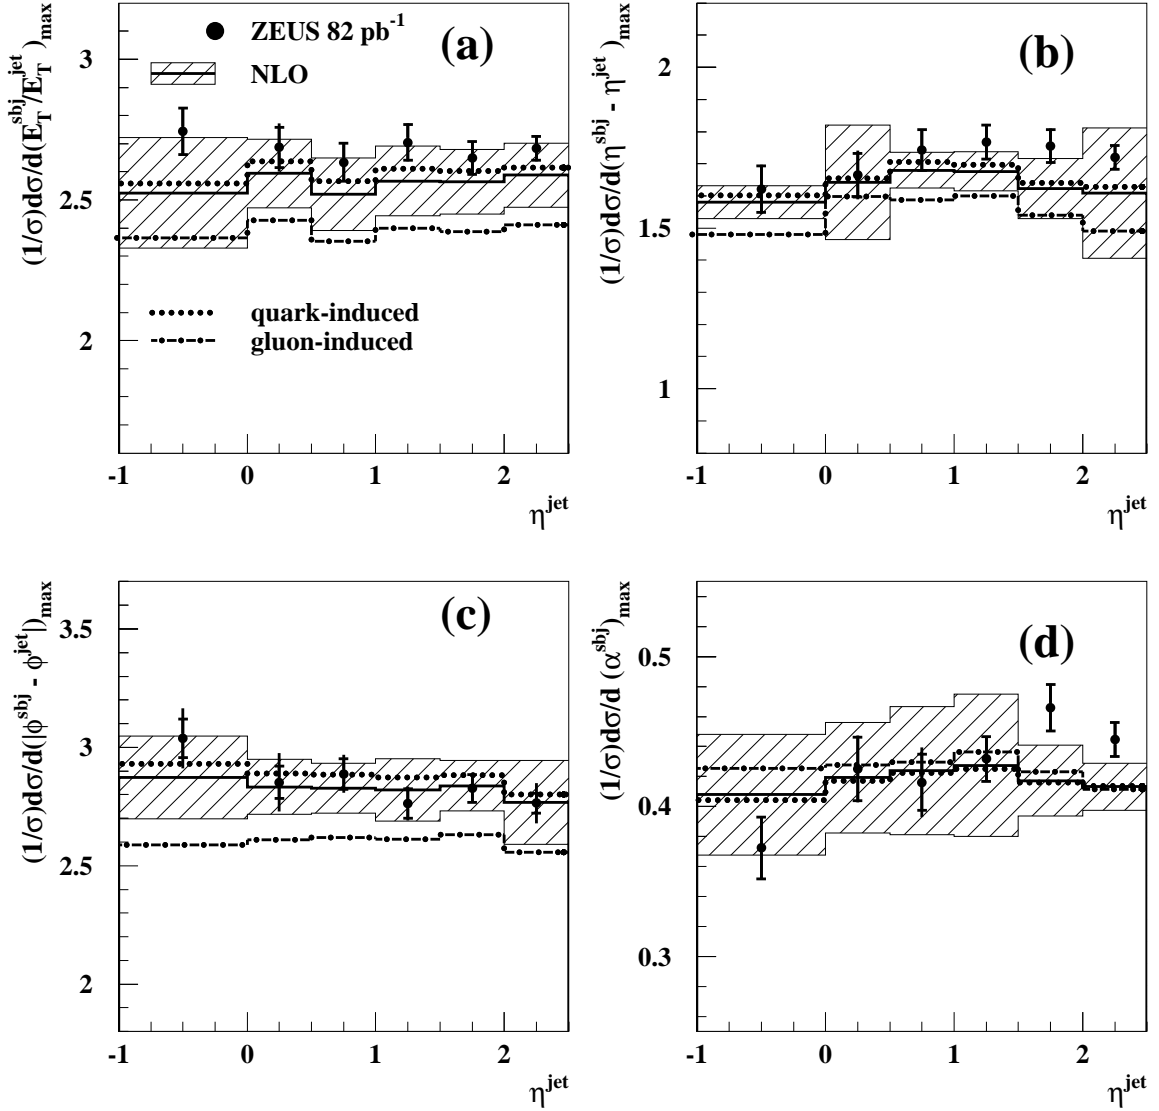 (a)
ZEUS 82 pb⁻¹
NLO
quark-induced
gluon-induced
(1/σ)dσ/d(E_T^sbj/E_T^jet)_max
3
2.5
2
-1 0 1 2
η^jet
(b)
(1/σ)dσ/d(η^sbj - η^jet)_max
2
1.5
1
-1 0 1 2
η^jet
(c)
(1/σ)dσ/d(|ϕ^sbj - ϕ^jet|)_max
3.5
3
2.5
2
-1 0 1 2
η^jet
(d)
(1/σ)dσ/d (α^sbj)_max
0.5
0.4
0.3
-1 0 1 2
η^jet